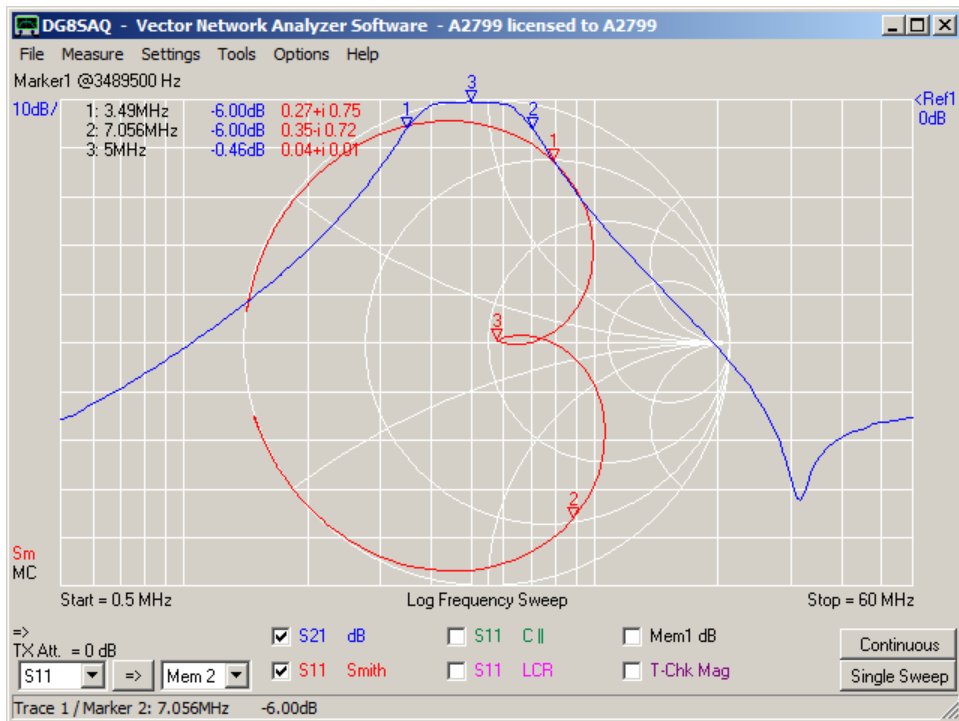 DG8SAQ - Vector Network Analyzer Software - A2799 licensed to A2799
File Measure Settings Tools Options Help
Marker1 @3489500 Hz
10dB/
1: 3.49MHz -6.00dB 0.27+i 0.75
2: 7.056MHz -6.00dB 0.35-i 0.72
3: 5MHz -0.46dB 0.04+i 0.01
<Ref1
0dB
3
1
2
1
3
2
Sm
MC
Start = 0.5 MHz Log Frequency Sweep Stop = 60 MHz
=>
TX Att. = 0 dB
S21 dB S11 C || Mem1 dB Continuous
S11 => Mem 2 S11 Smith S11 LCR T-Chk Mag Single Sweep
Trace 1 / Marker 2: 7.056MHz -6.00dB